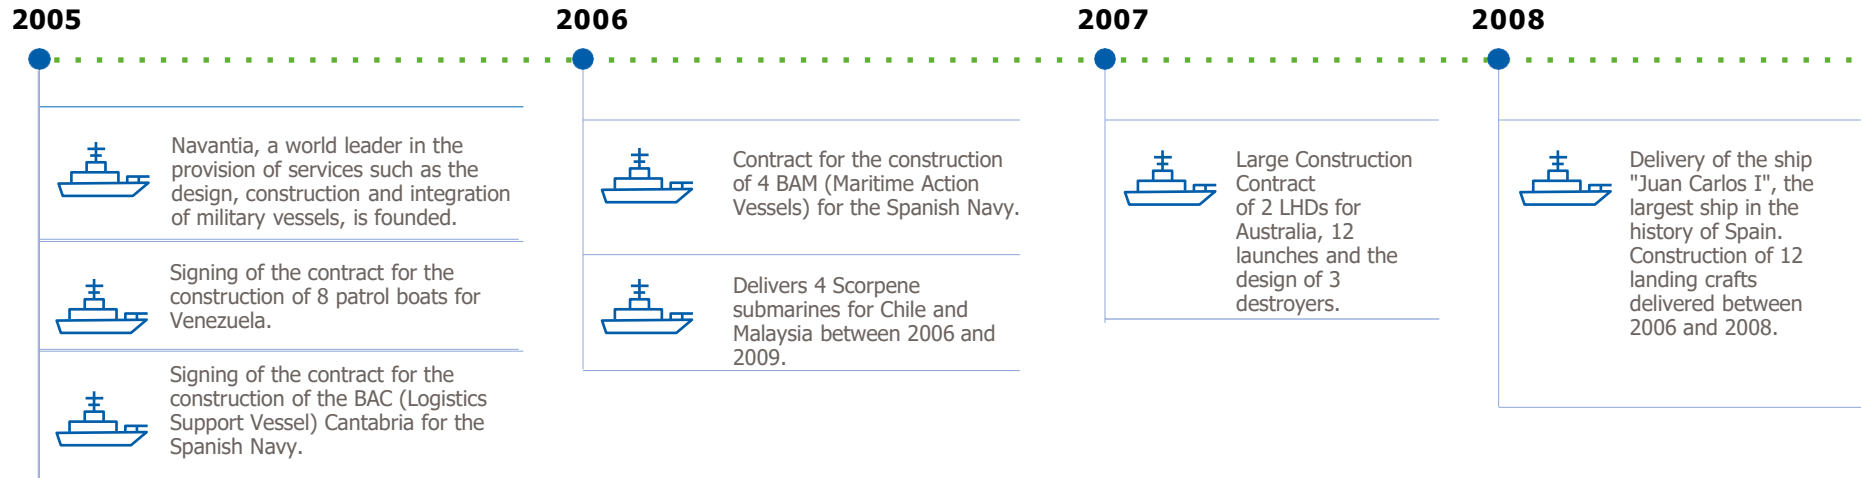 2005
2006
2007
2008
Navantia, a world leader in the
provision of services such as the
design, construction and integration
of military vessels, is founded.
Signing of the contract for the
construction of 8 patrol boats for
Venezuela.
Signing of the contract for the
construction of the BAC (Logistics
Support Vessel) Cantabria for the
Spanish Navy.
Contract for the construction
of 4 BAM (Maritime Action
Vessels) for the Spanish Navy.
Delivers 4 Scorpene
submarines for Chile and
Malaysia between 2006 and
2009.
Large Construction
Contract
of 2 LHDs for
Australia, 12
launches and the
design of 3
destroyers.
Delivery of the ship
"Juan Carlos I", the
largest ship in the
history of Spain.
Construction of 12
landing crafts
delivered between
2006 and 2008.